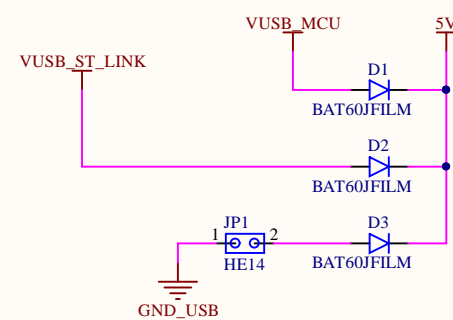 VUSB_MCU
5V
VUSB_ST_LINK
D1
BAT60JFILM
D2
BAT60JFILM
JP1
1
2
HE14
D3
BAT60JFILM
GND_USB